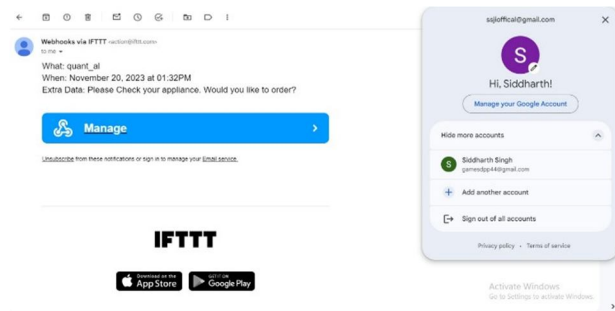 Webhooks via IFTTT <action@ifttt.com>
to me
What: quant_al
When: November 20, 2023 at 01:32PM
Extra Data: Please Check your appliance. Would you like to order?
Manage
Unsubscribe from these notifications or sign in to manage your Email service.
IFTTT
Download on the
App Store
GET IT ON
Google Play
ssjloffical@gmail.com
S
Hi, Siddharth!
Manage your Google Account
Hide more accounts
S
Siddharth Singh
gamesdpp44@gmail.com
Add another account
Sign out of all accounts
Privacy policy • Terms of service
Activate Windows
Go to Settings to activate Windows.